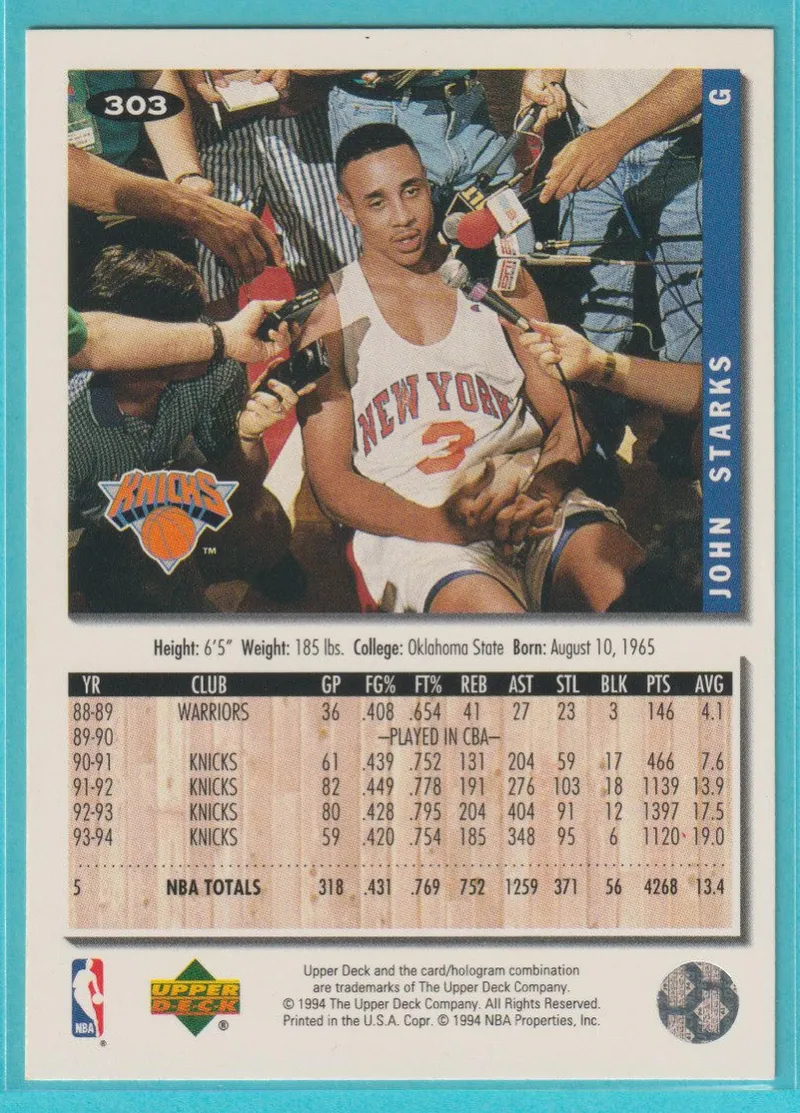 303
G
JOHN STARKS
NEW YORK
3
KNICKS
TM
Height: 6'5" Weight: 185 lbs. College: Oklahoma State Born: August 10, 1965
YR CLUB GP FG% FT% REB AST STL BLK PTS AVG
88-89 WARRIORS 36 .408 .654 41 27 23 3 146 4.1
89-90 –PLAYED IN CBA–
90-91 KNICKS 61 .439 .752 131 204 59 17 466 7.6
91-92 KNICKS 82 .449 .778 191 276 103 18 1139 13.9
92-93 KNICKS 80 .428 .795 204 404 91 12 1397 17.5
93-94 KNICKS 59 .420 .754 185 348 95 6 1120 19.0
5 NBA TOTALS 318 .431 .769 752 1259 371 56 4268 13.4
Upper Deck and the card/hologram combination
are trademarks of The Upper Deck Company.
© 1994 The Upper Deck Company. All Rights Reserved.
Printed in the U.S.A. Copr. © 1994 NBA Properties, Inc.
NBA
®
UPPER
DECK
®